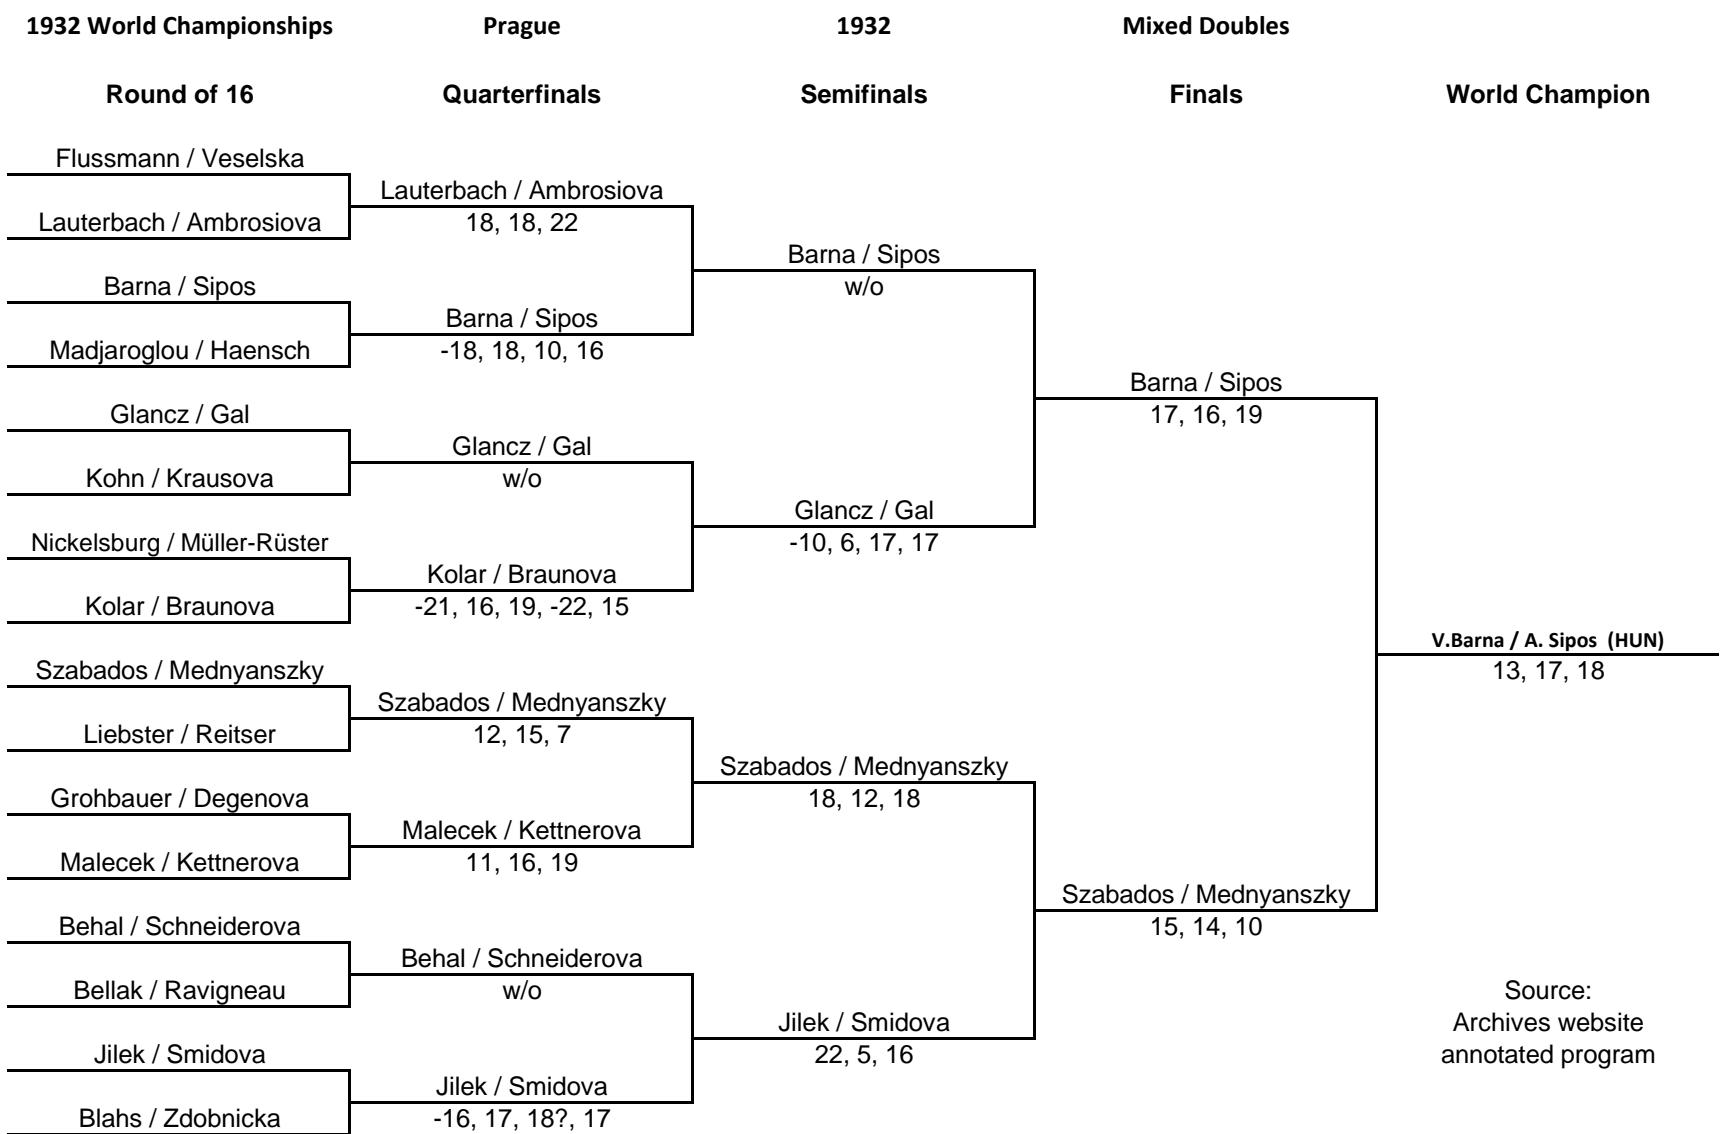 1932 World Championships Prague 1932 Mixed Doubles
Round of 16 Quarterfinals Semifinals Finals World Champion
Flussmann / Veselska
Lauterbach / Ambrosiova
Lauterbach / Ambrosiova
18, 18, 22
Barna / Sipos
w/o
Barna / Sipos
Barna / Sipos
Madjaroglou / Haensch
-18, 18, 10, 16
Barna / Sipos
17, 16, 19
Glancz / Gal
Glancz / Gal
Kohn / Krausova
w/o
Glancz / Gal
-10, 6, 17, 17
Nickelsburg / Müller-Rüster
Kolar / Braunova
Kolar / Braunova
-21, 16, 19, -22, 15
V.Barna / A. Sipos (HUN)
13, 17, 18
Szabados / Mednyanszky
Szabados / Mednyanszky
Liebster / Reitser
12, 15, 7
Szabados / Mednyanszky
18, 12, 18
Grohbauer / Degenova
Malecek / Kettnerova
Malecek / Kettnerova
11, 16, 19
Szabados / Mednyanszky
15, 14, 10
Behal / Schneiderova
Behal / Schneiderova
Bellak / Ravigneau
w/o
Jilek / Smidova
22, 5, 16
Jilek / Smidova
Jilek / Smidova
Blahs / Zdobnicka
-16, 17, 18?, 17
Source:
Archives website
annotated program